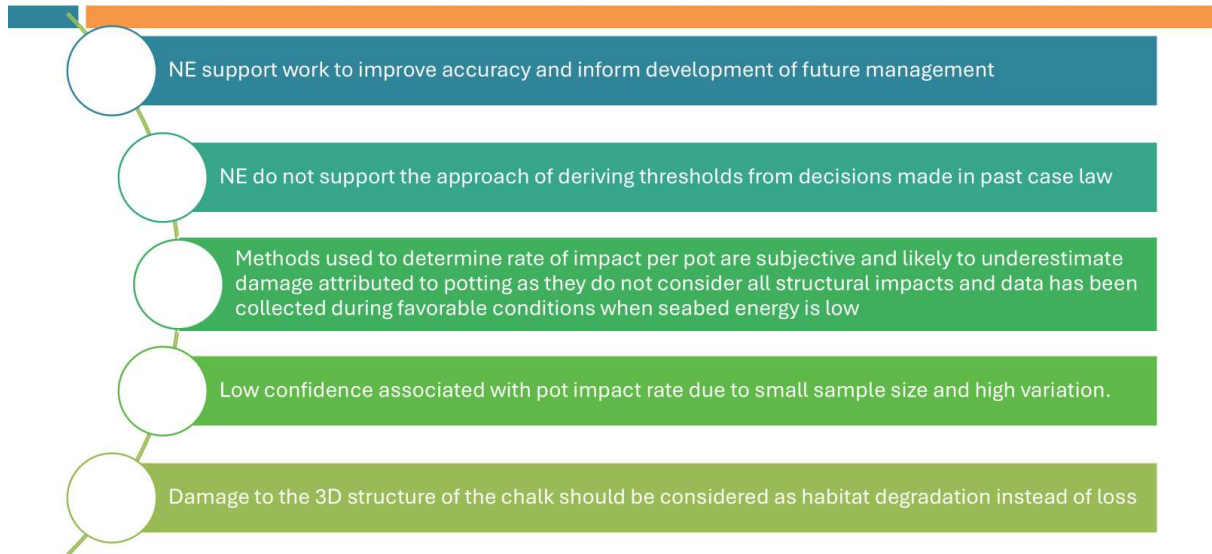 NE support work to improve accuracy and inform development of future management
NE do not support the approach of deriving thresholds from decisions made in past case law
Methods used to determine rate of impact per pot are subjective and likely to underestimate
damage attributed to potting as they do not consider all structural impacts and data has been
collected during favorable conditions when seabed energy is low
Low confidence associated with pot impact rate due to small sample size and high variation.
Damage to the 3D structure of the chalk should be considered as habitat degradation instead of loss